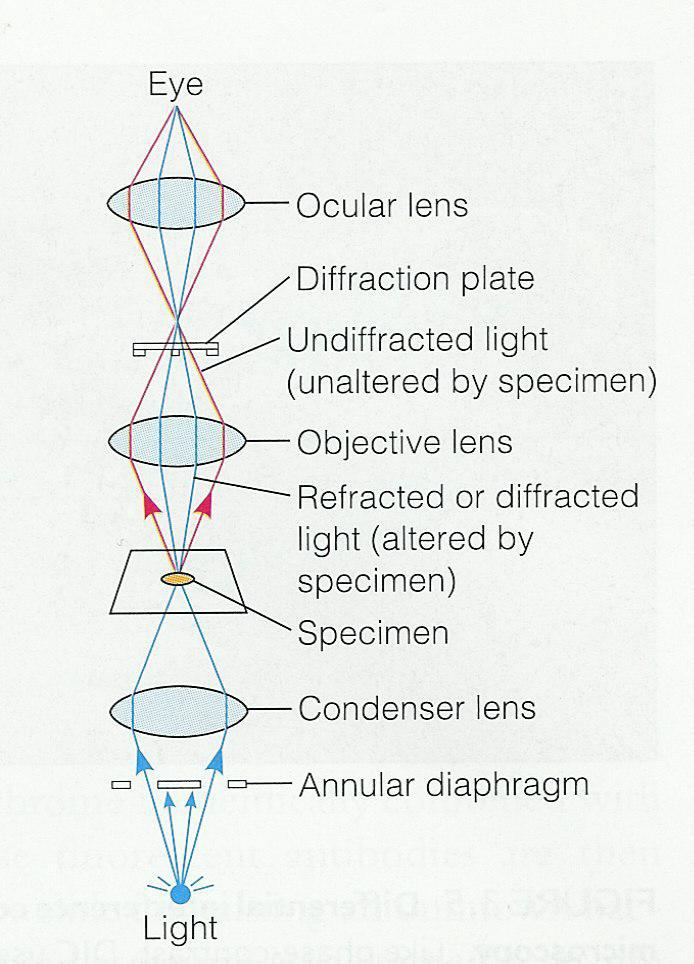 Eye
Ocular lens
Diffraction plate
Undiffracted light
(unaltered by specimen)
Objective lens
Refracted or diffracted
light (altered by
specimen)
Specimen
Condenser lens
Annular diaphragm
Light